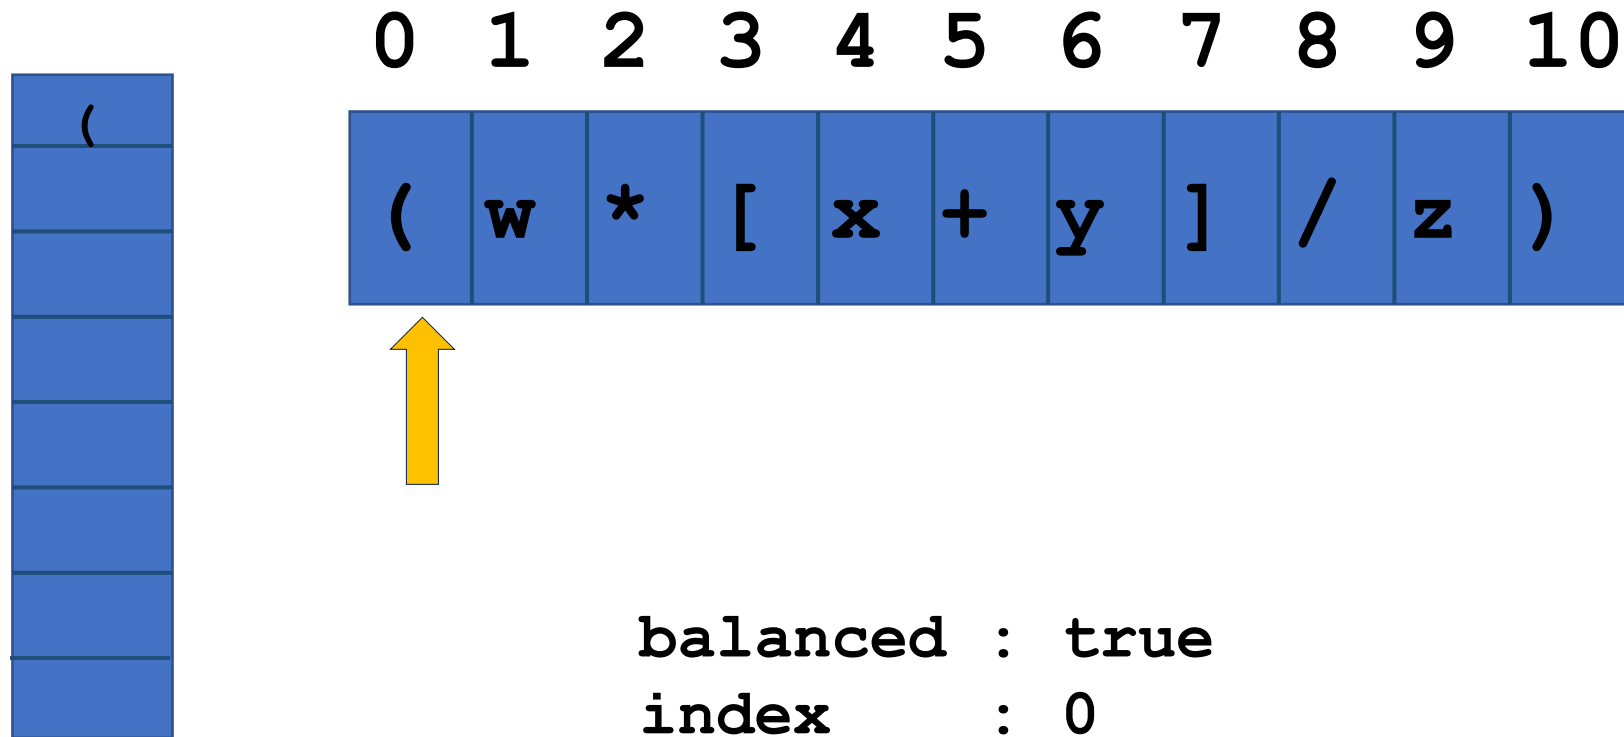 0 1 2 3 4 5 6 7 8 9 10
(
( w * [ x + y ] / z )
balanced : true
index : 0